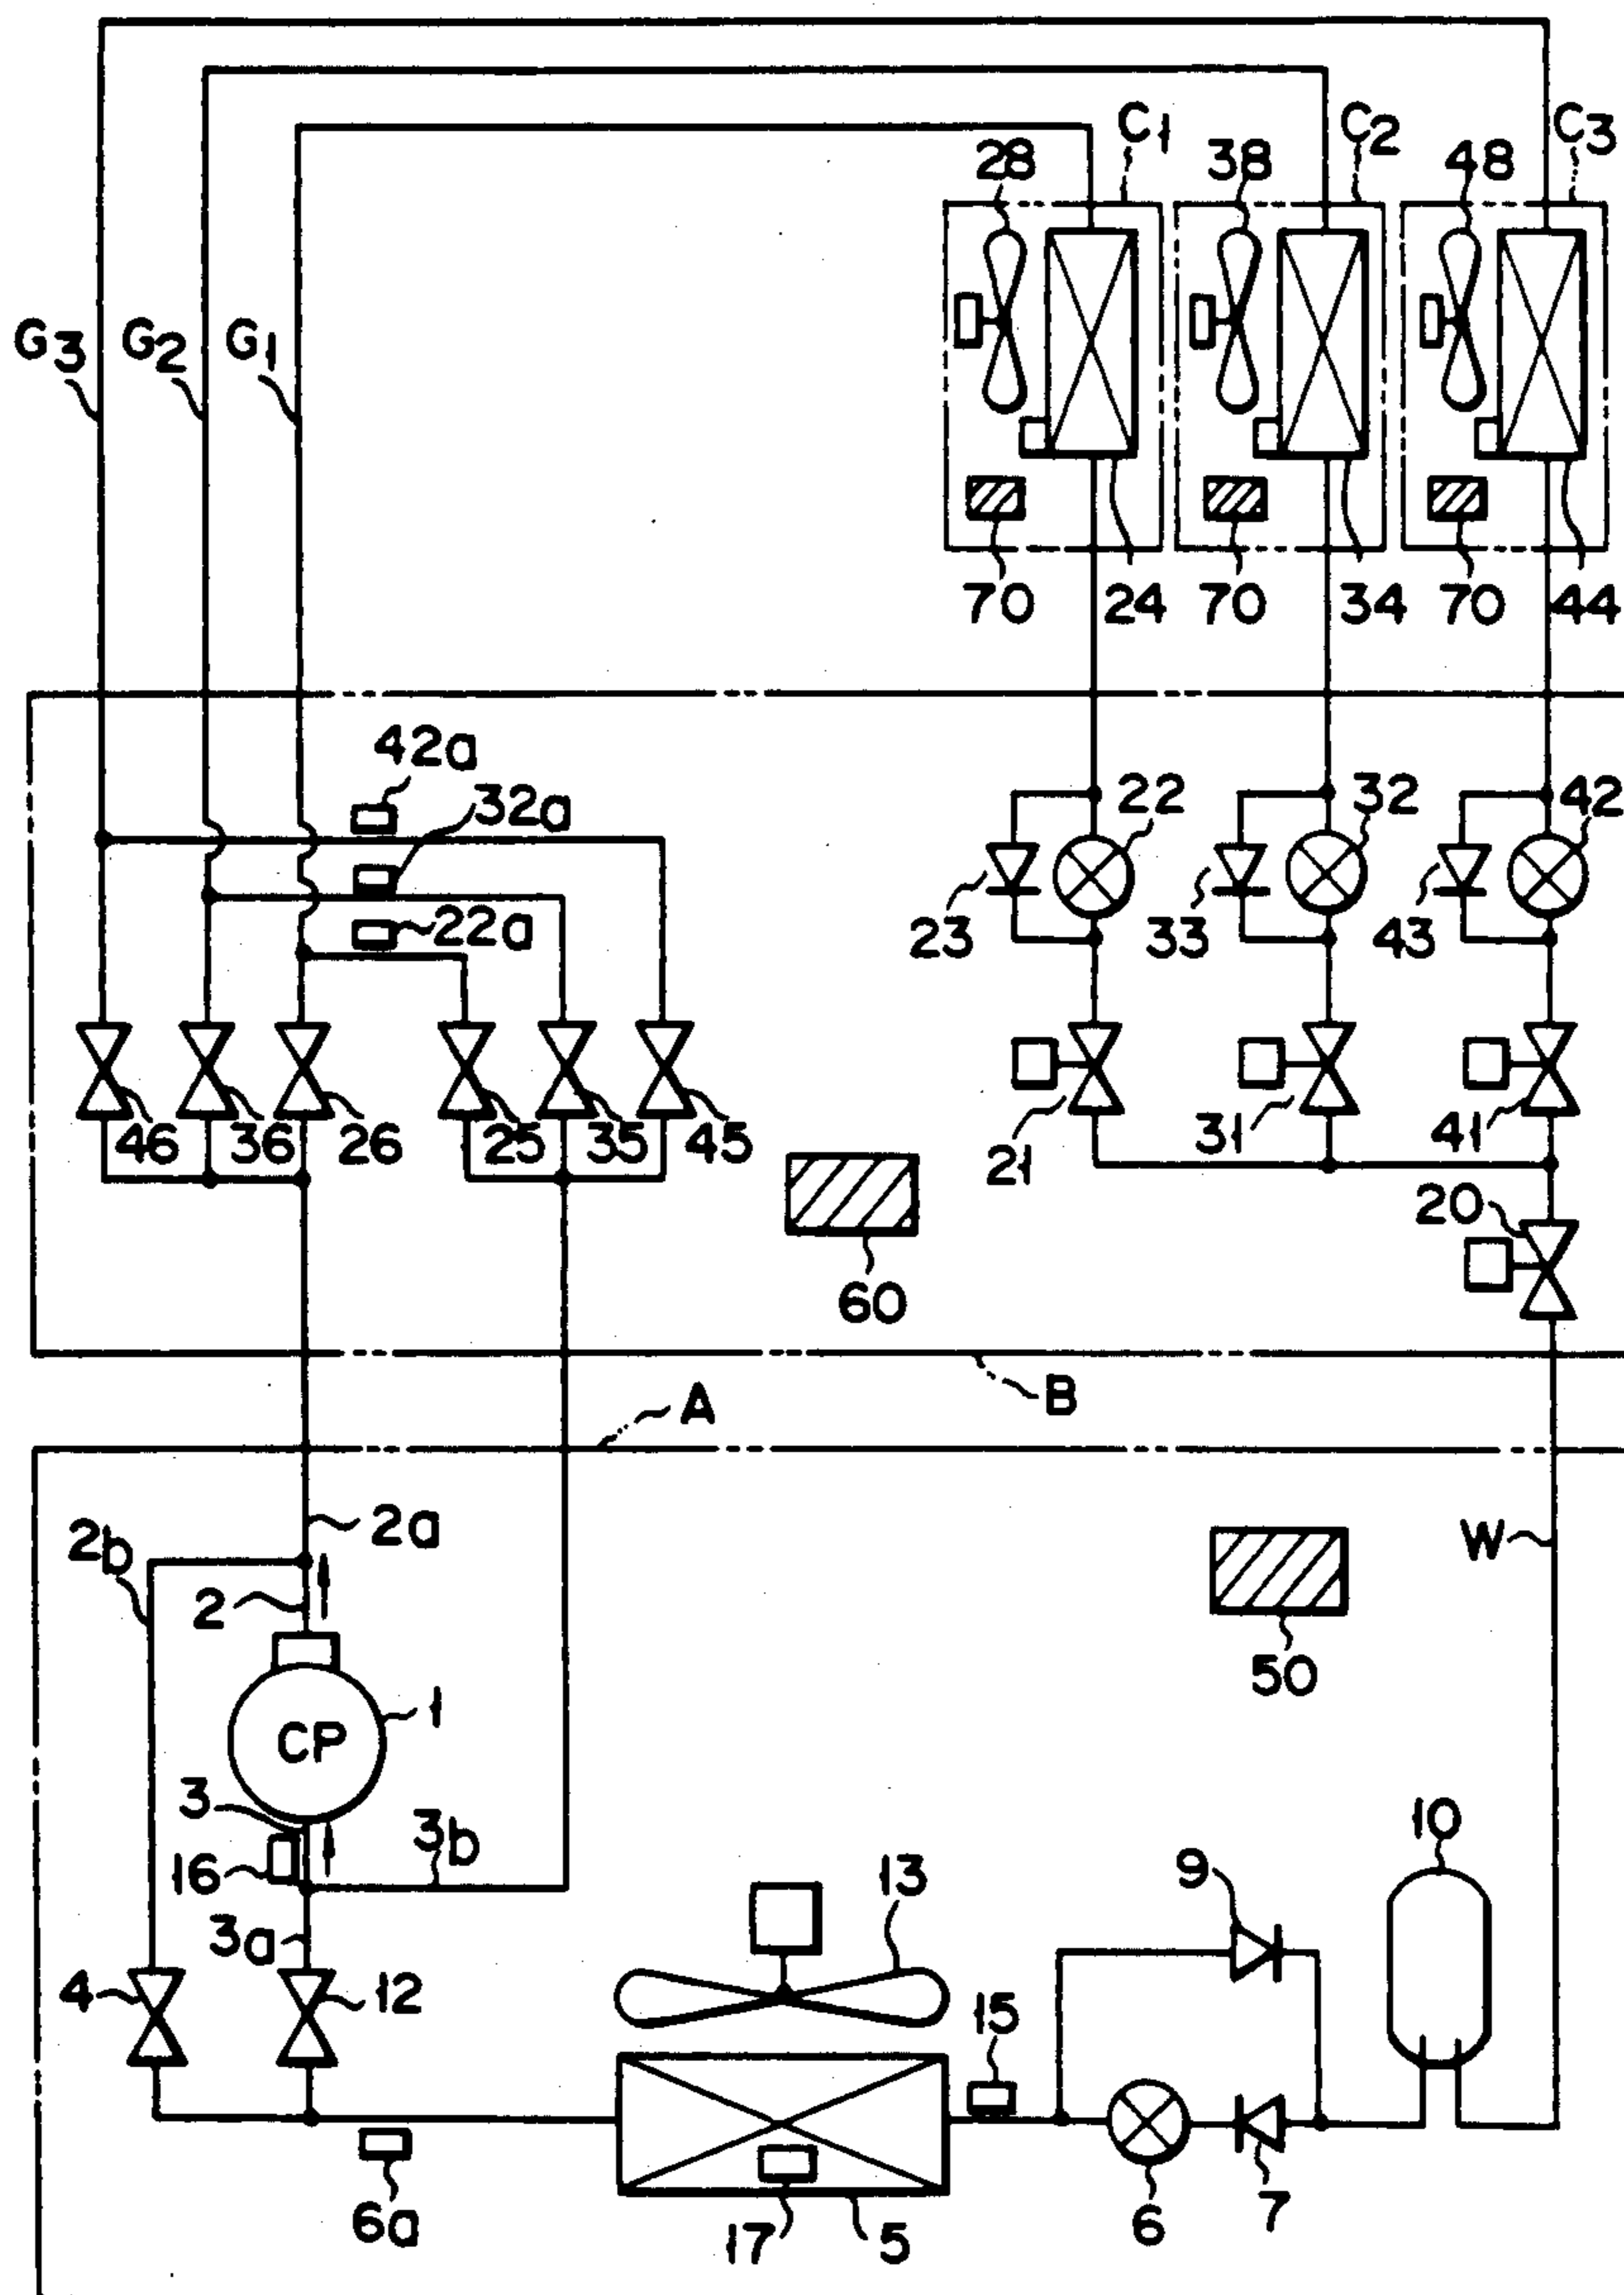 C1 C2 C3
28 38 48
G3 G2 G1
70 24 70 34 70 44
42a
32a
22 32 42
22a
23 33 43
46 36 26 25 35 45
21 31 41
20
60
B
A
2b 2a W
2
50
1
CP
3
3b 10
16 13 9
3a
4 12 15
6a 17 5 6 7